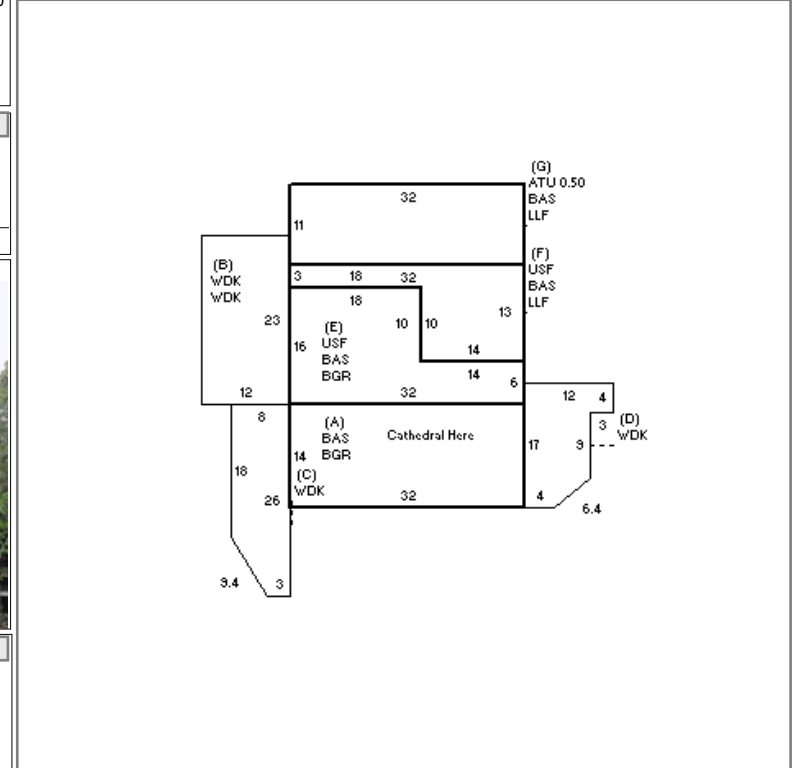 (G)
ATU 0.50
BAS
LLF
32
11
(F)
USF
BAS
LLF
(B)
WDK
WDK
3 18 32
18
13
23
(E)
USF
BAS
BGR
10 10
16
14
14
6
12
32
12 4
8
(A)
BAS
BGR
Cathedral Here
3
(D)
WDK
17
9
14
18
(C)
WDK
26
32
4
6.4
9.4
3